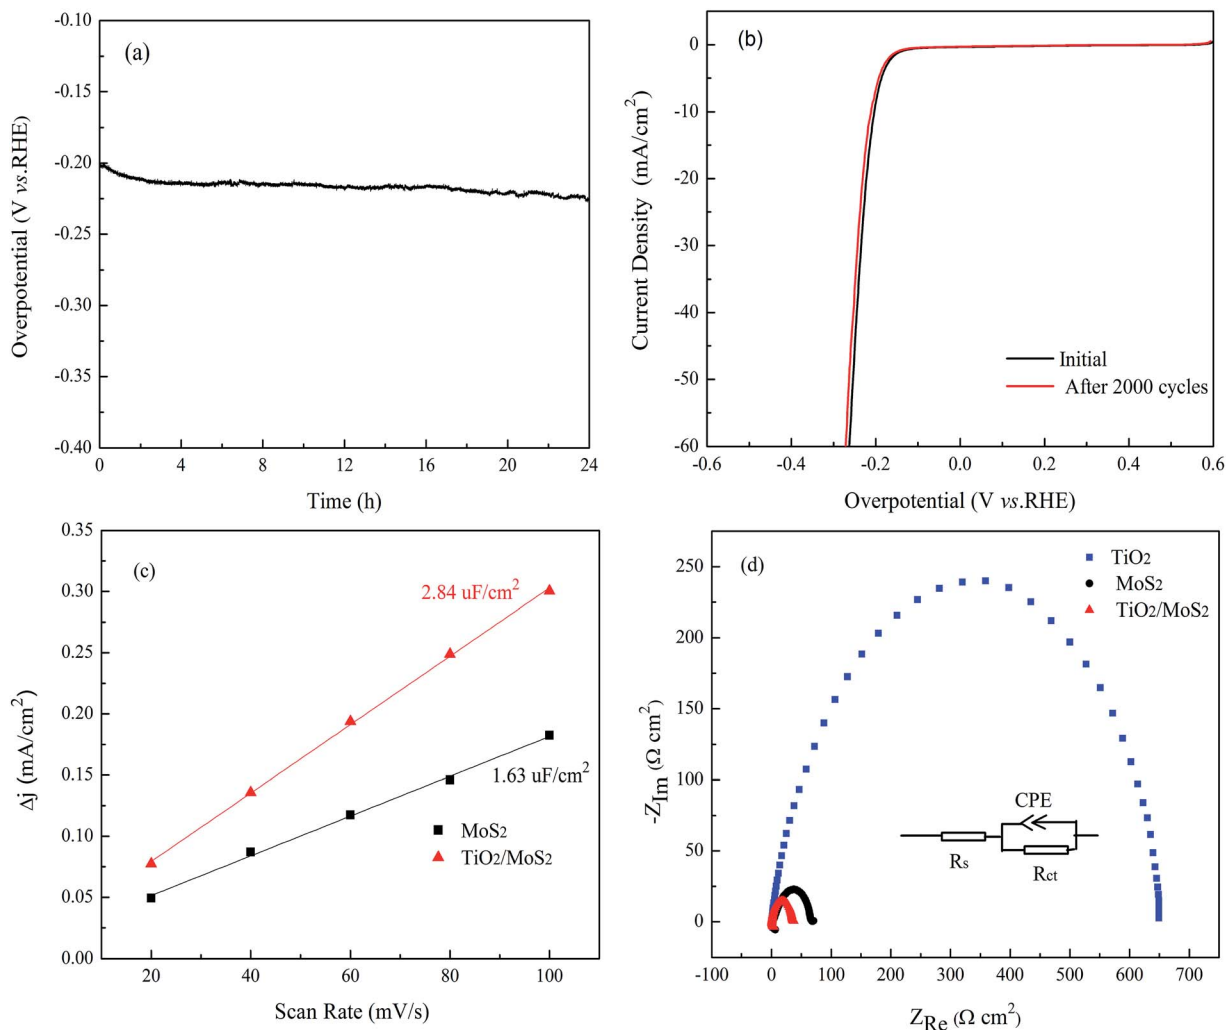 (a)
-0.10
-0.15
-0.20
-0.25
-0.30
-0.35
-0.40
Overpotential (V vs.RHE)
0 4 8 12 16 20 24
Time (h)
(b)
0
-10
-20
-30
-40
-50
-60
Current Density (mA/cm²)
Initial
After 2000 cycles
-0.6 -0.4 -0.2 0.0 0.2 0.4 0.6
Overpotential (V vs.RHE)
(c)
0.35
0.30
0.25
0.20
0.15
0.10
0.05
0.00
Δj (mA/cm²)
2.84 uF/cm²
1.63 uF/cm²
MoS₂
TiO₂/MoS₂
20 40 60 80 100
Scan Rate (mV/s)
(d)
250
200
150
100
50
0
-Z_Im (Ω cm²)
TiO₂
MoS₂
TiO₂/MoS₂
CPE
Rs
Rct
-100 0 100 200 300 400 500 600 700
Z_Re (Ω cm²)